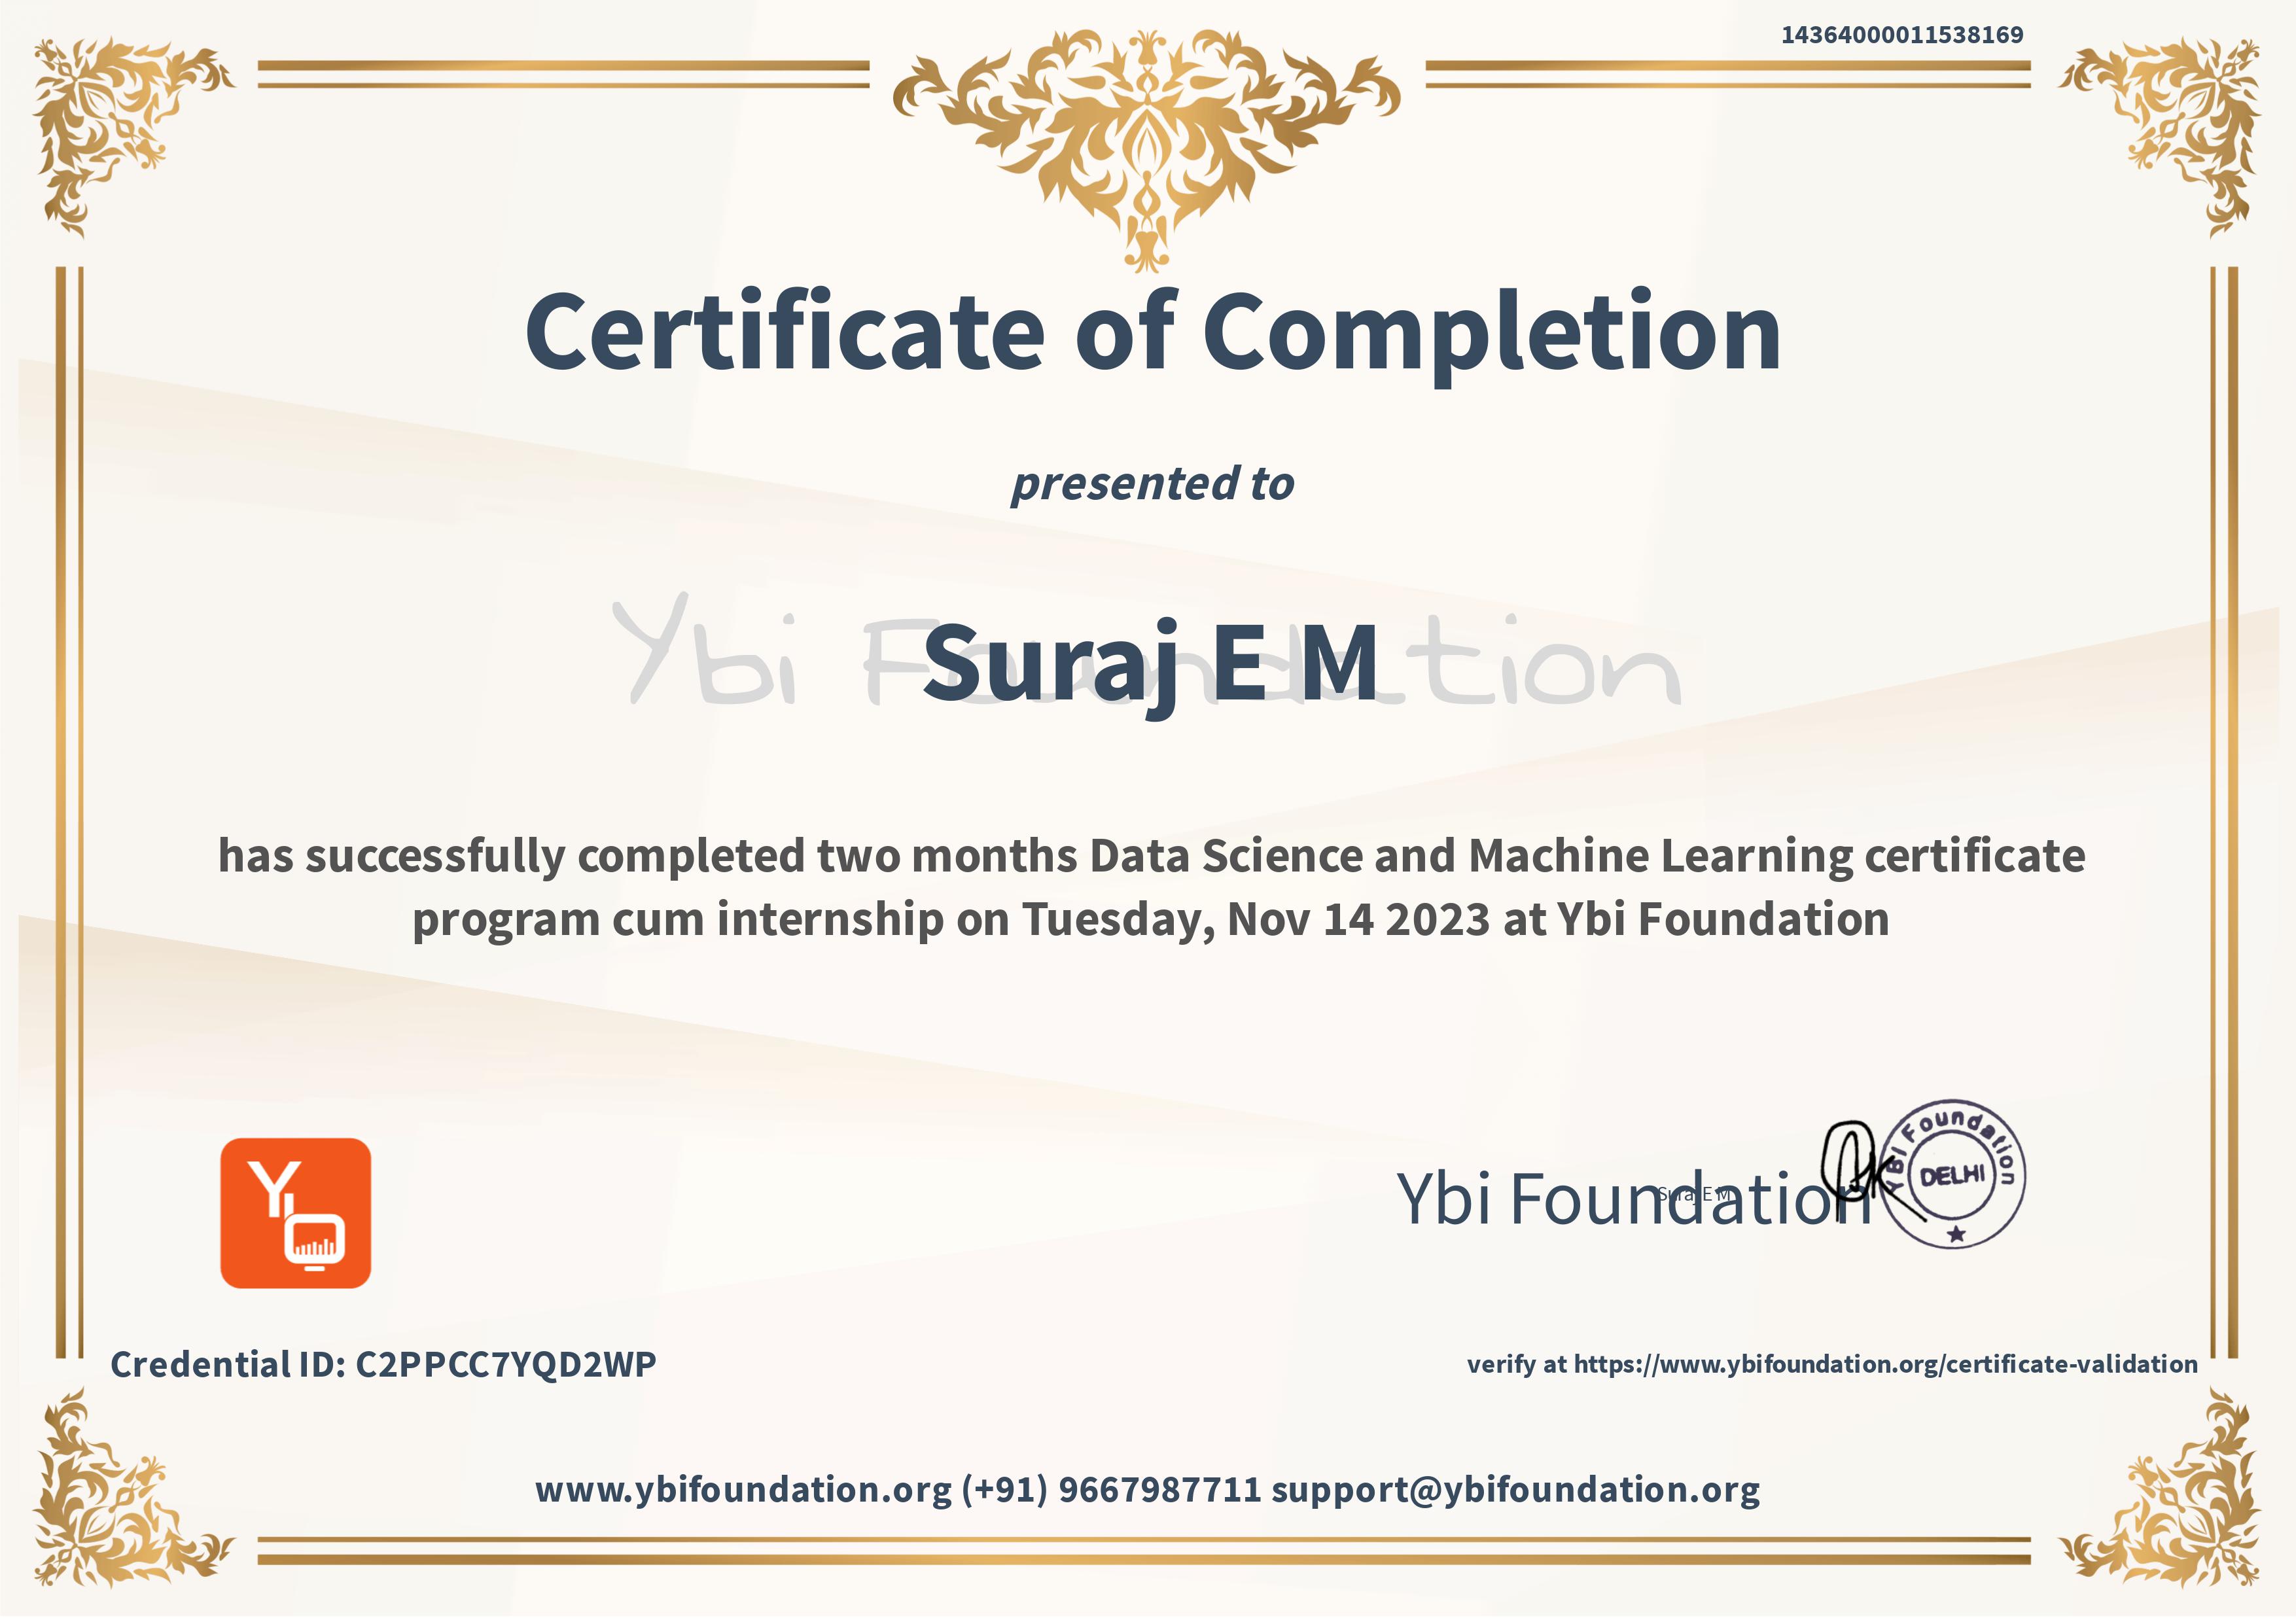 14364000011538169
Certificate of Completion
presented to
Ybi Foundation
Suraj E M
has successfully completed two months Data Science and Machine Learning certificate
program cum internship on Tuesday, Nov 14 2023 at Ybi Foundation
Yb
Ybi Foundation
Suraj E M
YBI Foundation
DELHI
Credential ID: C2PPCC7YQD2WP
verify at https://www.ybifoundation.org/certificate-validation
www.ybifoundation.org (+91) 9667987711 support@ybifoundation.org